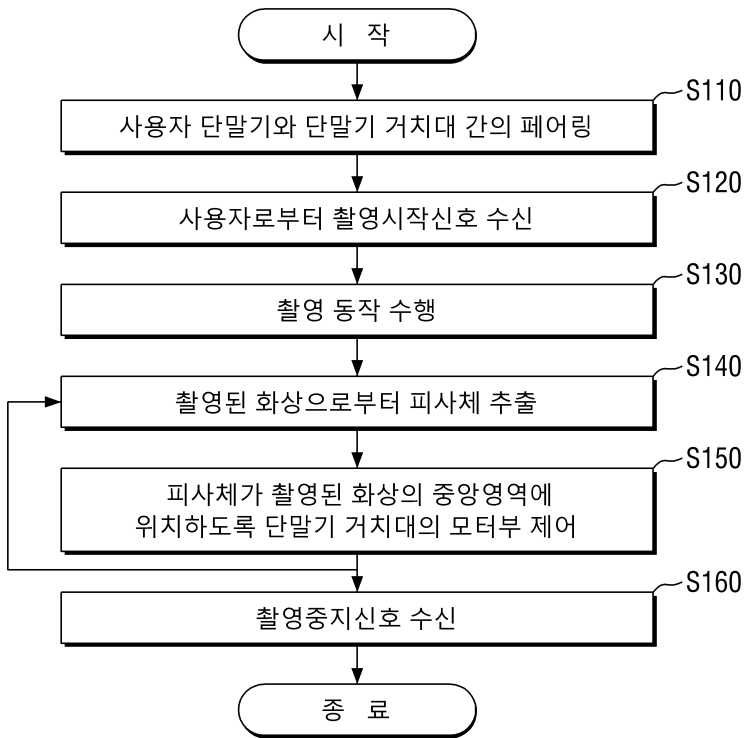 시 작
S110
사용자 단말기와 단말기 거치대 간의 페어링
S120
사용자로부터 촬영시작신호 수신
S130
촬영 동작 수행
S140
촬영된 화상으로부터 피사체 추출
S150
피사체가 촬영된 화상의 중앙영역에
위치하도록 단말기 거치대의 모터부 제어
S160
촬영중지신호 수신
종 료